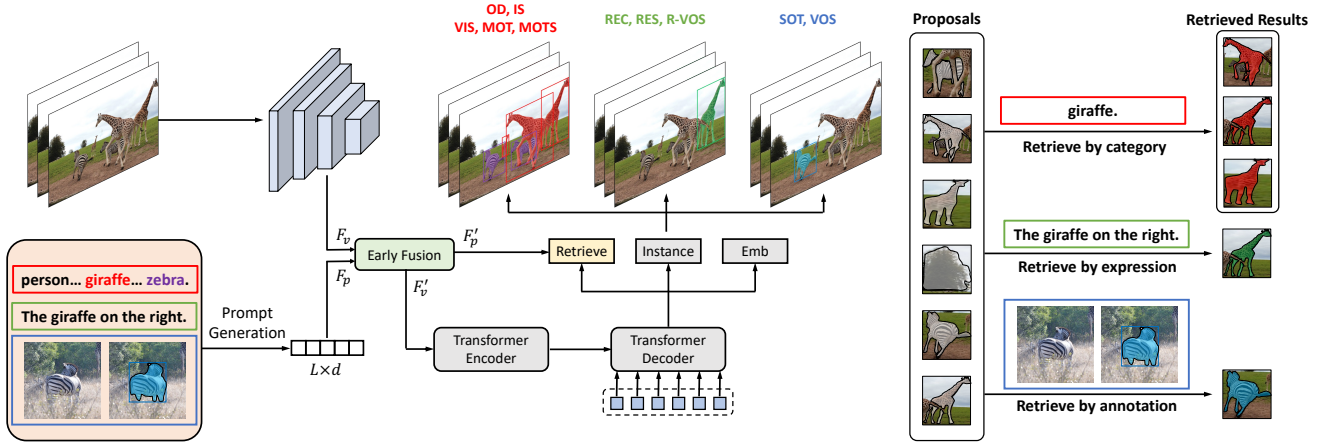 OD, IS
VIS, MOT, MOTS
REC, RES, R-VOS
SOT, VOS
F_v
F_p
Early Fusion
F'_p
F'_v
Retrieve
Instance
Emb
person... giraffe... zebra.
The giraffe on the right.
Prompt
Generation
L×d
Transformer
Encoder
Transformer
Decoder
Proposals
Retrieved Results
giraffe.
Retrieve by category
The giraffe on the right.
Retrieve by expression
Retrieve by annotation